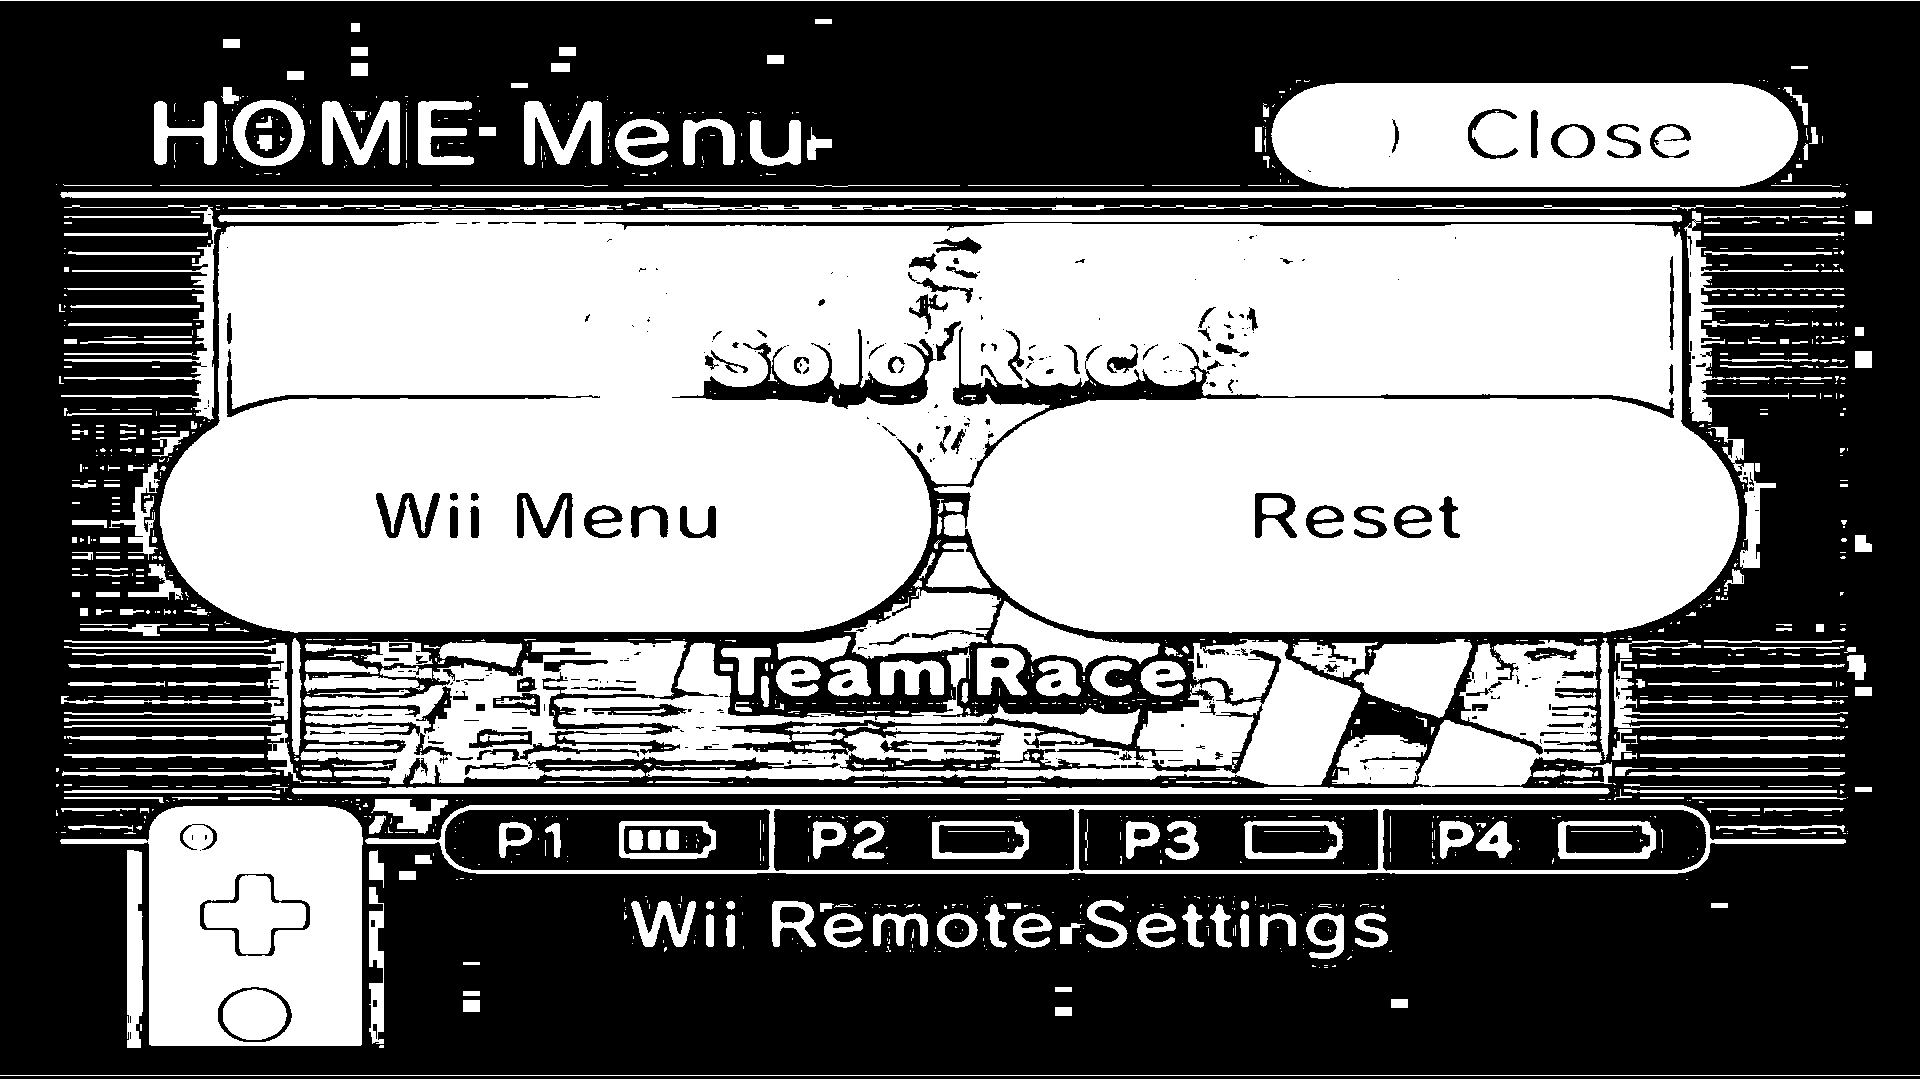 HOME Menu
Close
Solo Race
Wii Menu
Reset
Team Race
P1 P2 P3 P4
Wii Remote Settings